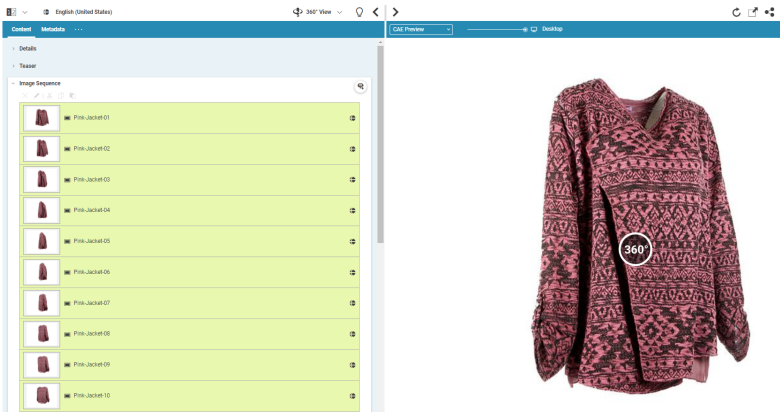 English (United States)
360° View
Content Metadata ...
CAE Preview
Desktop
Details
Teaser
Image Sequence
Pink-Jacket-01
Pink-Jacket-02
Pink-Jacket-03
Pink-Jacket-04
Pink-Jacket-05
Pink-Jacket-06
Pink-Jacket-07
Pink-Jacket-08
Pink-Jacket-09
Pink-Jacket-10
360°